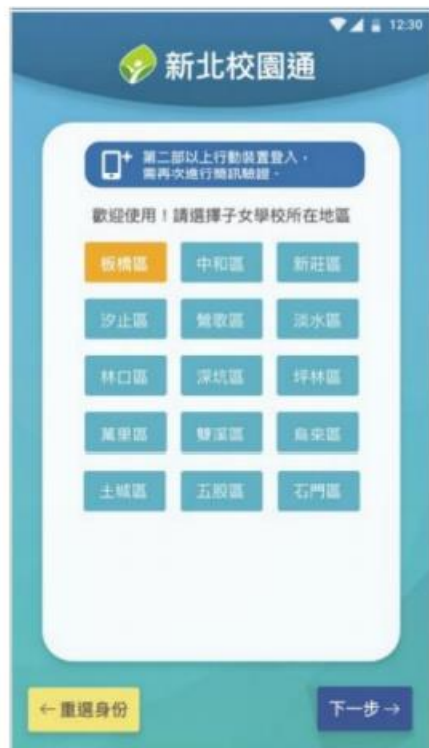 12:30
新北校園通
第二部以上行動裝置登入，
需再次進行簡訊驗證。
歡迎使用！請選擇子女學校所在地區
板橋區 中和區 新莊區
汐止區 鶯歌區 淡水區
林口區 深坑區 坪林區
萬里區 雙溪區 烏來區
土城區 五股區 石門區
←重選身份 下一步→